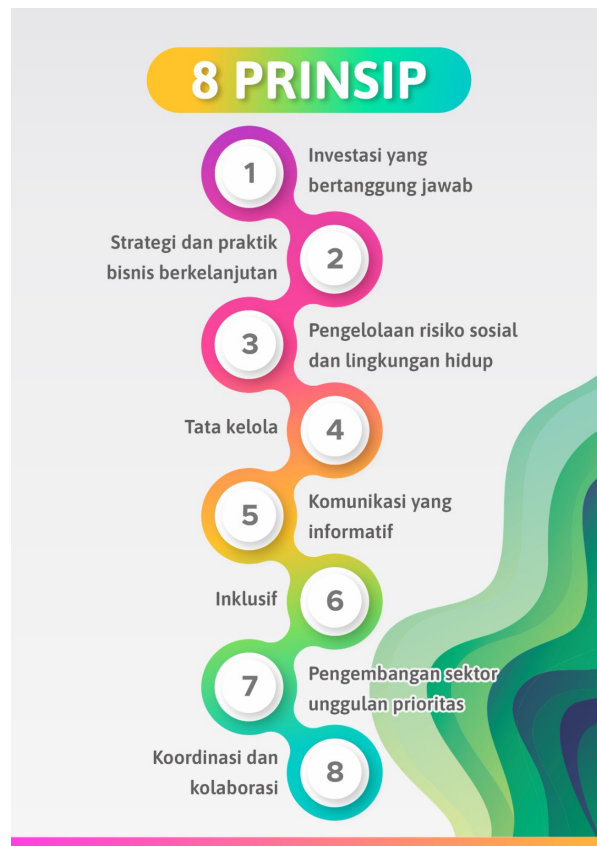 8 PRINSIP
1
Investasi yang
bertanggung jawab
Strategi dan praktik
bisnis berkelanjutan
2
3
Pengelolaan risiko sosial
dan lingkungan hidup
Tata kelola
4
5
Komunikasi yang
informatif
Inklusif
6
7
Pengembangan sektor
unggulan prioritas
Koordinasi dan
kolaborasi
8